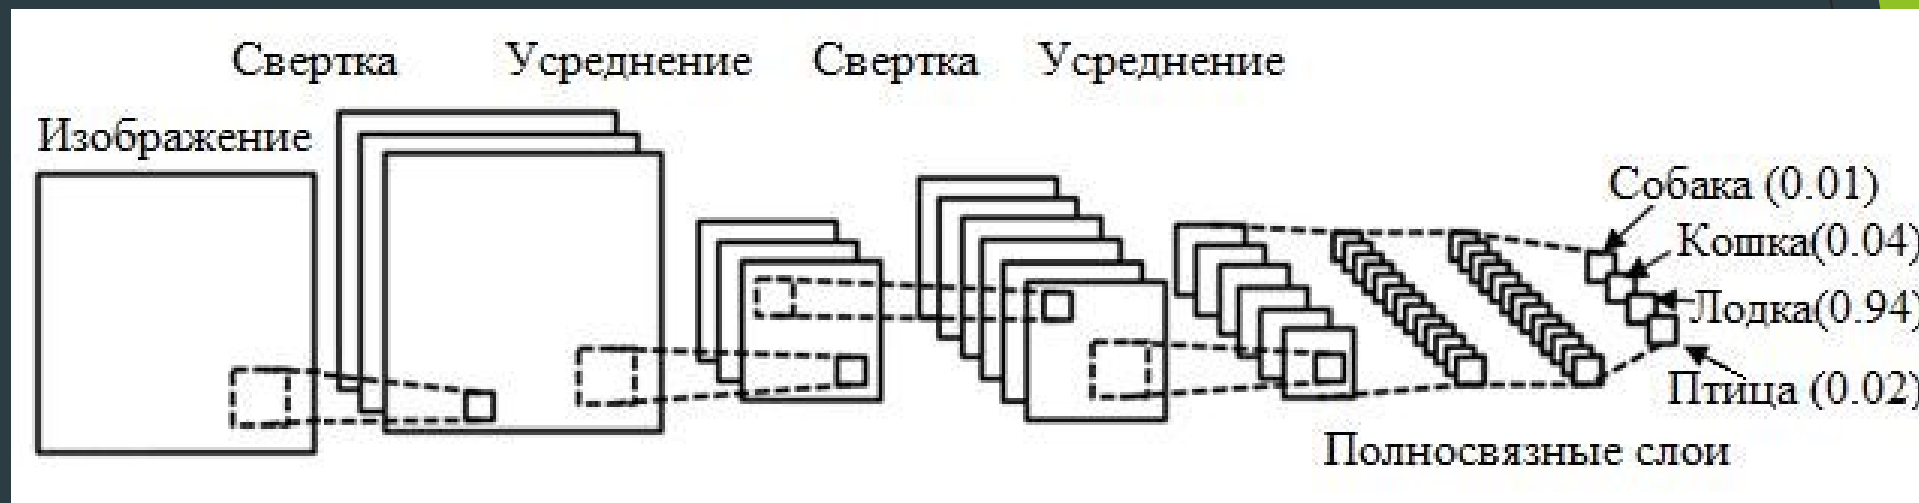 Свертка Усреднение Свертка Усреднение
Изображение
Собака (0.01)
Кошка(0.04)
Лодка(0.94)
Птица (0.02)
Полносвязные слои